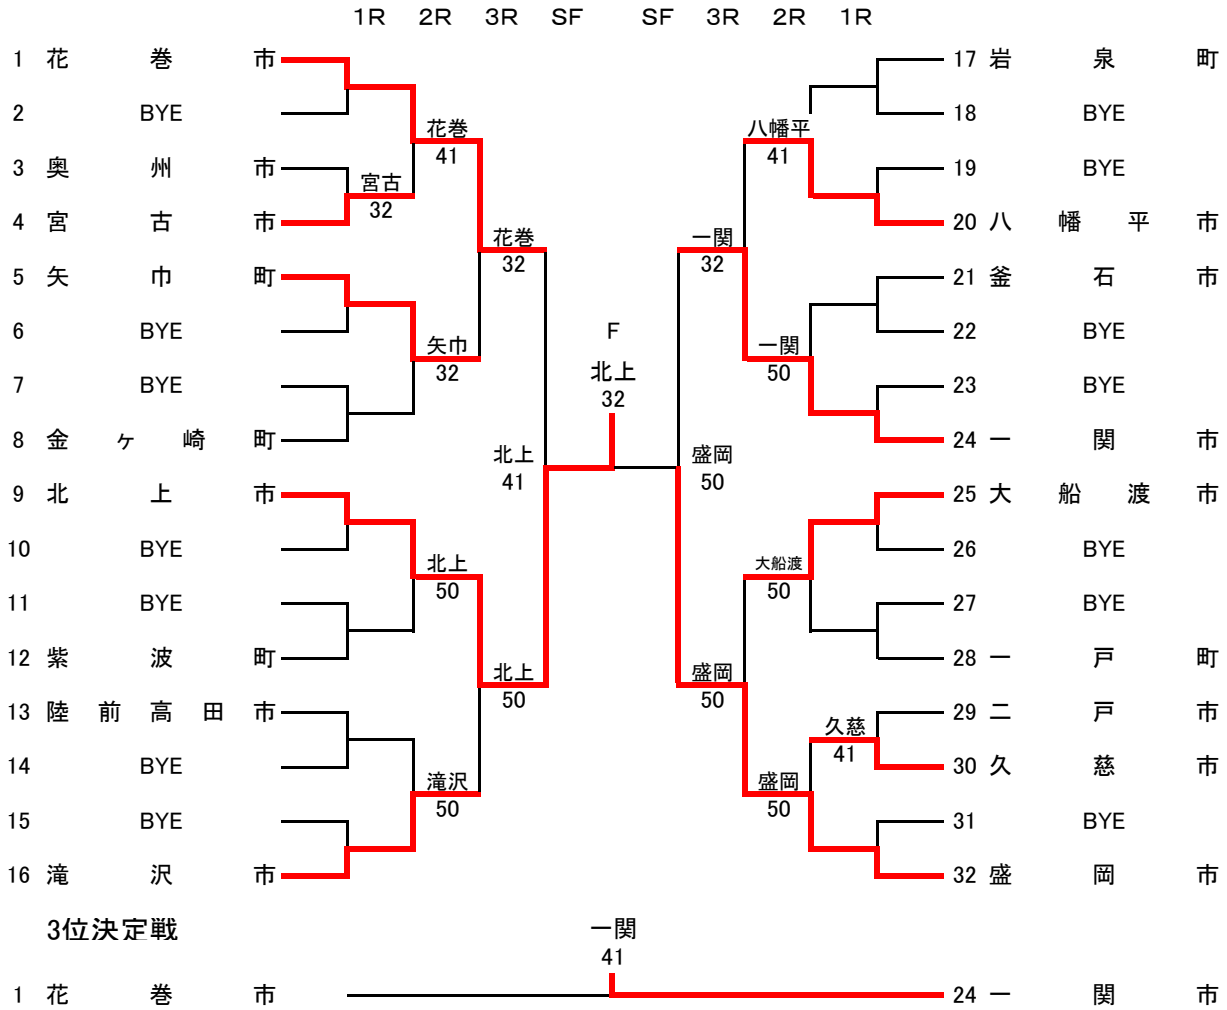 1R 2R 3R SF SF 3R 2R 1R
1 花 巻 市 17 岩 泉 町
2 BYE 18 BYE
花巻 八幡平
41 41
3 奥 州 市 19 BYE
宮古
32
4 宮 古 市 20 八 幡 平 市
花巻 一関
32 32
5 矢 巾 町 21 釜 石 市
6 BYE F 22 BYE
矢巾 一関
32 50
北上
7 BYE 23 BYE
32
8 金 ヶ 崎 町 24 一 関 市
北上 盛岡
41 50
9 北 上 市 25 大 船 渡 市
10 BYE 26 BYE
北上 大船渡
50 50
11 BYE 27 BYE
12 紫 波 町 28 一 戸 町
北上 盛岡
50 50
13 陸 前 高 田 市 29 二 戸 市
久慈
41
14 BYE 30 久 慈 市
滝沢 盛岡
50 50
15 BYE 31 BYE
16 滝 沢 市 32 盛 岡 市
3位決定戦 一関
41
1 花 巻 市 24 一 関 市